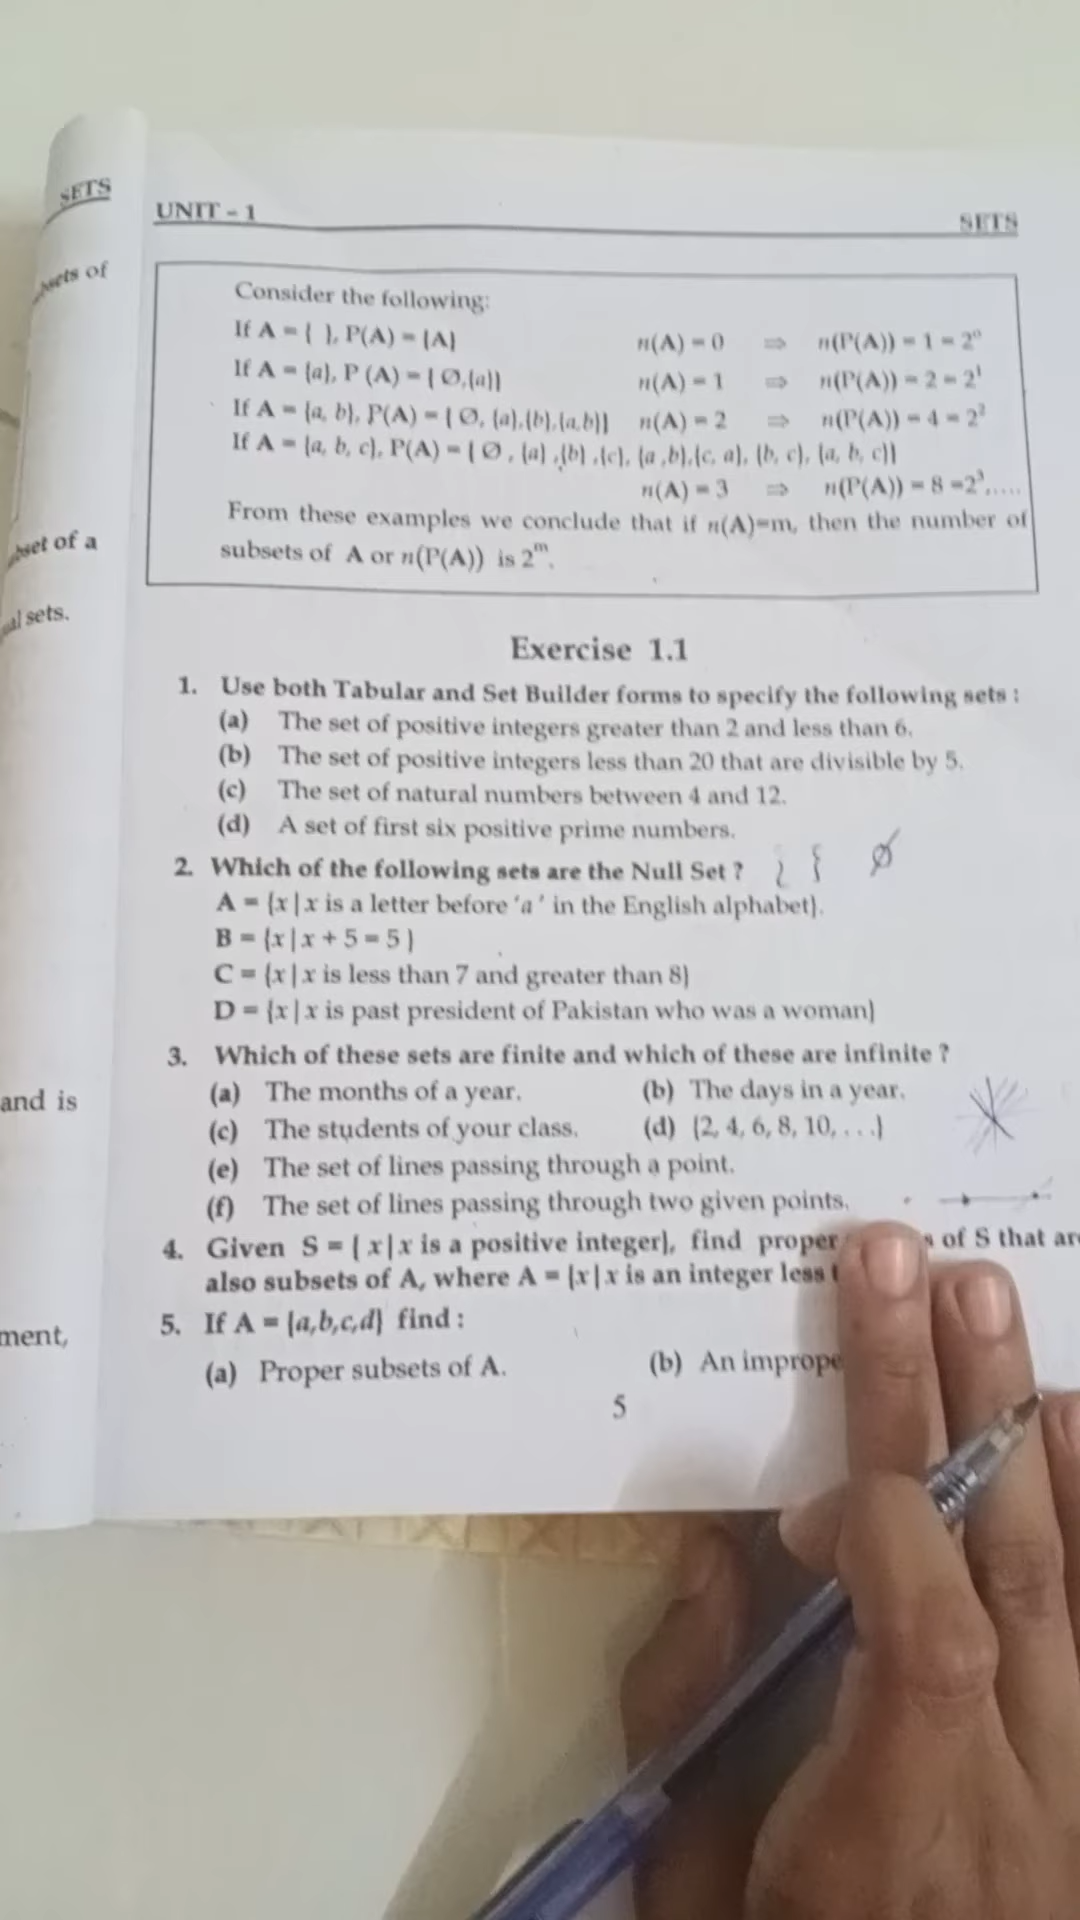 SETS
UNIT – 1
SETS
sets of
Consider the following:
If A = { }, P(A) = {A}
n(A) = 0 ⇒ n(P(A)) = 1 = 2⁰
If A = {a}, P (A) = { Ø,{a}}
n(A) = 1 ⇒ n(P(A)) = 2 = 2¹
If A = {a, b}, P(A) = { Ø, {a},{b},{a,b}} n(A) = 2 ⇒ n(P(A)) = 4 = 2²
If A = {a, b, c}, P(A) = { Ø , {a} ,{b} ,{c}, {a ,b},{c, a}, {b, c}, {a, b, c}}
n(A) = 3 ⇒ n(P(A)) = 8 =2³,....
From these examples we conclude that if n(A)=m, then the number of
subsets of A or n(P(A)) is 2ᵐ.
set of a
sets.
Exercise 1.1
1. Use both Tabular and Set Builder forms to specify the following sets :
(a) The set of positive integers greater than 2 and less than 6.
(b) The set of positive integers less than 20 that are divisible by 5.
(c) The set of natural numbers between 4 and 12.
(d) A set of first six positive prime numbers.
2. Which of the following sets are the Null Set ? { } Ø
A = {x|x is a letter before 'a' in the English alphabet}.
B = {x|x + 5 = 5 }
C = {x|x is less than 7 and greater than 8}
D = {x|x is past president of Pakistan who was a woman}
3. Which of these sets are finite and which of these are infinite ?
and is
(a) The months of a year. (b) The days in a year.
(c) The students of your class. (d) {2, 4, 6, 8, 10, . . .}
(e) The set of lines passing through a point.
(f) The set of lines passing through two given points.
4. Given S = { x|x is a positive integer}, find proper of S that are
also subsets of A, where A = {x|x is an integer less
5. If A = {a,b,c,d} find :
ment,
(a) Proper subsets of A. (b) An imprope
5